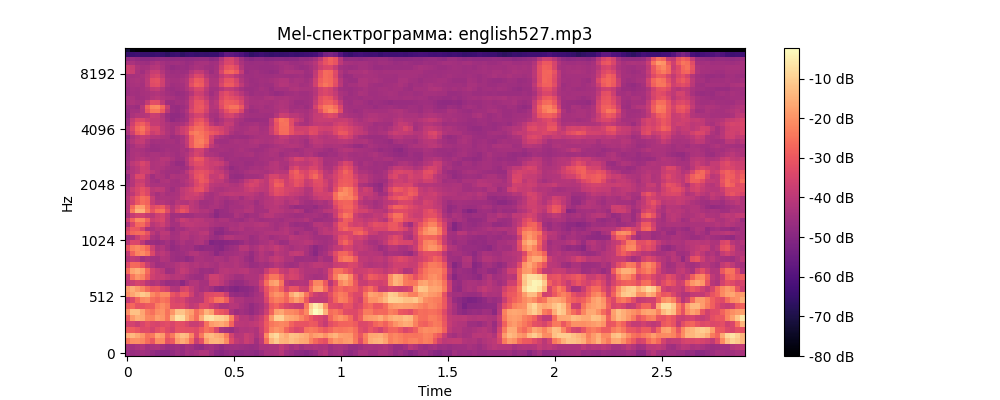 Mel-спектрограмма: english527.mp3
8192
4096
2048
1024
512
0
Hz
0 0.5 1 1.5 2 2.5
Time
-10 dB
-20 dB
-30 dB
-40 dB
-50 dB
-60 dB
-70 dB
-80 dB